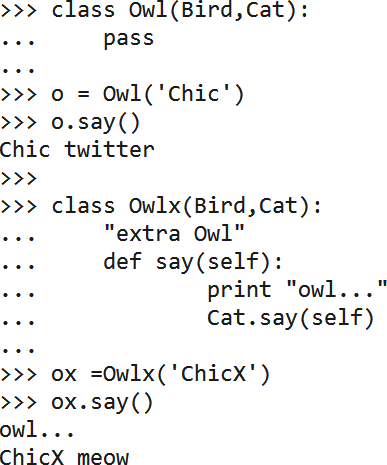 >>> class Owl(Bird,Cat):
...     pass
...
>>> o = Owl('Chic')
>>> o.say()
Chic twitter
>>>
>>> class Owlx(Bird,Cat):
...     "extra Owl"
...     def say(self):
...             print "owl..."
...             Cat.say(self)
...
>>> ox =Owlx('ChicX')
>>> ox.say()
owl...
ChicX meow